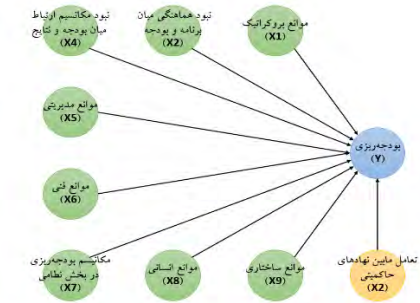 موانع بروکراتیک
(X1)
نبود هماهنگی میان
برنامه و بودجه
(X2)
نبود مکانسیم ارتباط
میان بودجه و نتایج
(X4)
موانع مدیریتی
(X5)
بودجه‌ریزی
(Y)
موانع فنی
(X6)
تعامل مابین نهادهای
حاکمیتی
(X2)
موانع ساختاری
(X9)
موانع انسانی
(X8)
مکانیسم بودجه‌ریزی
در بخش نظامی
(X7)